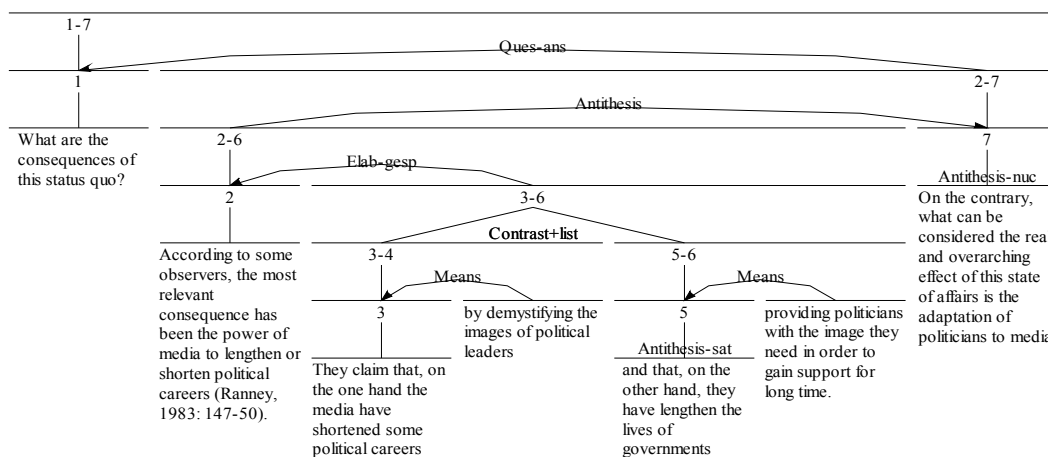 1-7
Ques-ans
1
2-7
What are the
consequences of
this status quo?
Antithesis
2-6
7
Antithesis-nuc
On the contrary,
what can be
considered the rea
and overarching
effect of this state
of affairs is the
adaptation of
politicians to media
Elab-gesp
2
3-6
According to some
observers, the most
relevant
consequence has
been the power of
media to lengthen or
shorten political
careers (Ranney,
1983: 147-50).
Contrast+list
3-4
5-6
Means
3
by demystifying the
images of political
leaders
They claim that, on
the one hand the
media have
shortened some
political careers
Means
5
providing politicians
with the image they
need in order to
gain support for
long time.
Antithesis-sat
and that, on the
other hand, they
have lengthen the
lives of
governments